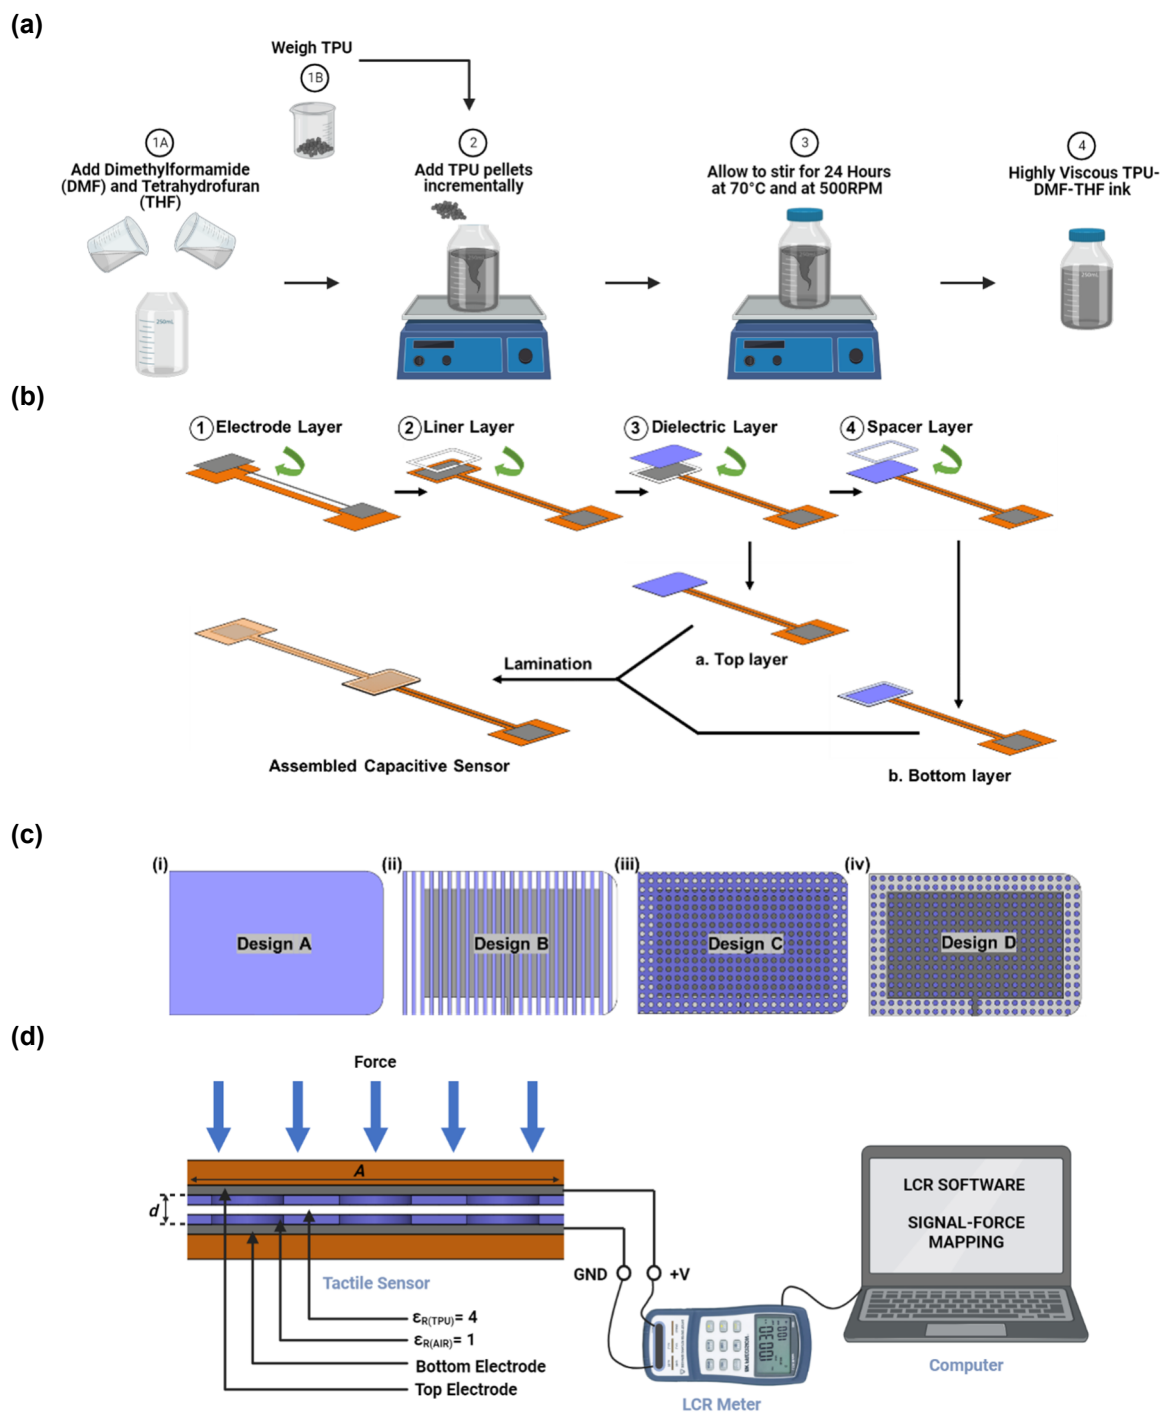 (a)
Weigh TPU
1B
1A
Add Dimethylformamide
(DMF) and Tetrahydrofuran
(THF)
250mL
2
Add TPU pellets
incrementally
3
Allow to stir for 24 Hours
at 70°C and at 500RPM
4
Highly Viscous TPU-
DMF-THF ink
250mL
(b)
1 Electrode Layer
2 Liner Layer
3 Dielectric Layer
4 Spacer Layer
a. Top layer
Lamination
Assembled Capacitive Sensor
b. Bottom layer
(c)
(i)
(ii)
(iii)
(iv)
Design A
Design B
Design C
Design D
(d)
Force
A
d
Tactile Sensor
GND
+V
εR(TPU)= 4
εR(AIR)= 1
Bottom Electrode
Top Electrode
LCR SOFTWARE
SIGNAL-FORCE
MAPPING
LCR Meter
Computer